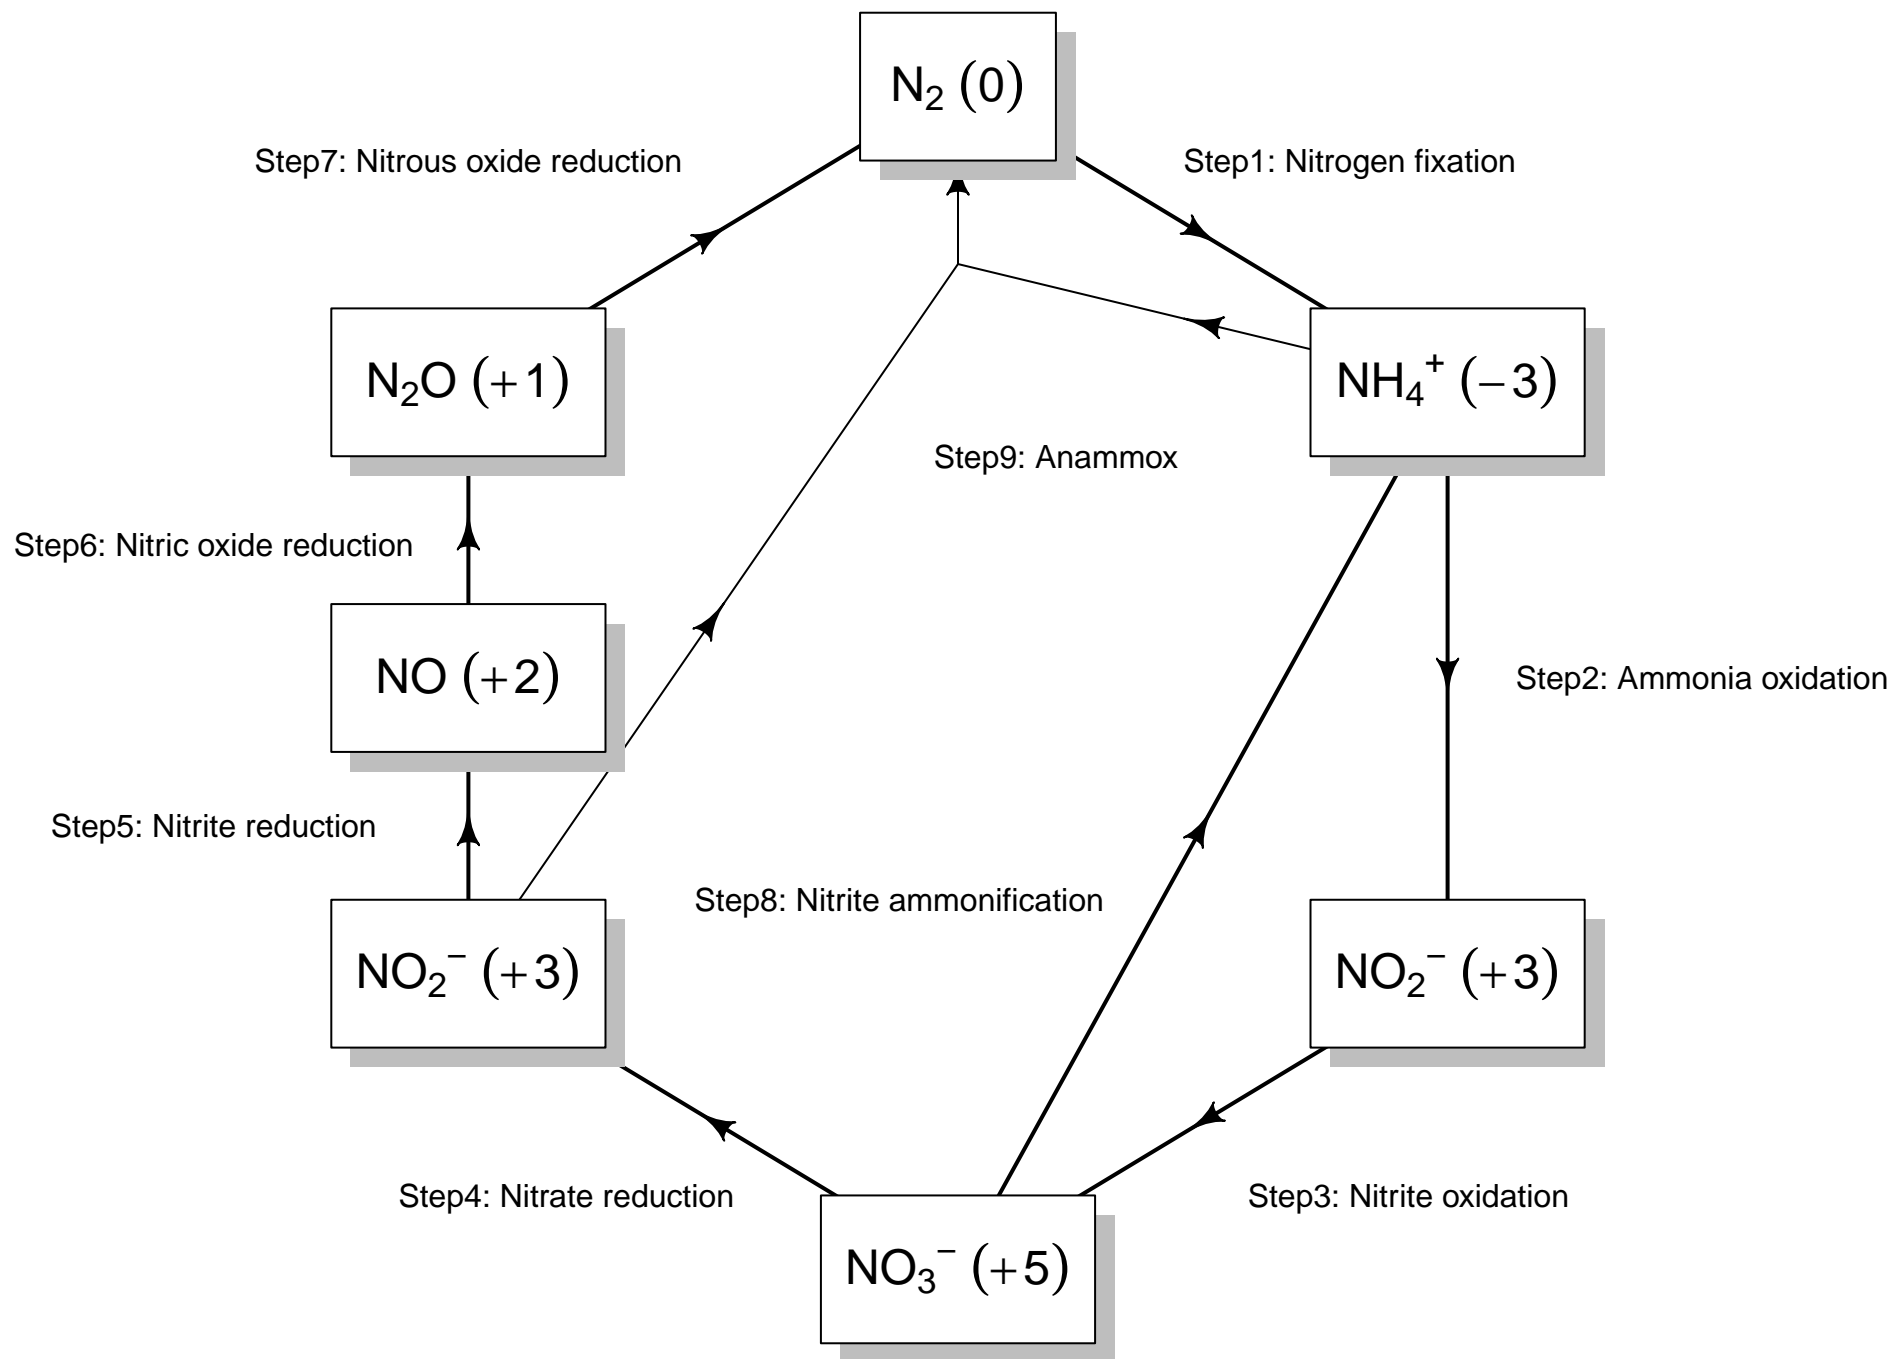 N₂ (0)
Step7: Nitrous oxide reduction
Step1: Nitrogen fixation
N₂O (+1)
NH₄⁺ (−3)
Step9: Anammox
Step6: Nitric oxide reduction
NO (+2)
Step2: Ammonia oxidation
Step5: Nitrite reduction
Step8: Nitrite ammonification
NO₂⁻ (+3)
NO₂⁻ (+3)
Step4: Nitrate reduction
Step3: Nitrite oxidation
NO₃⁻ (+5)